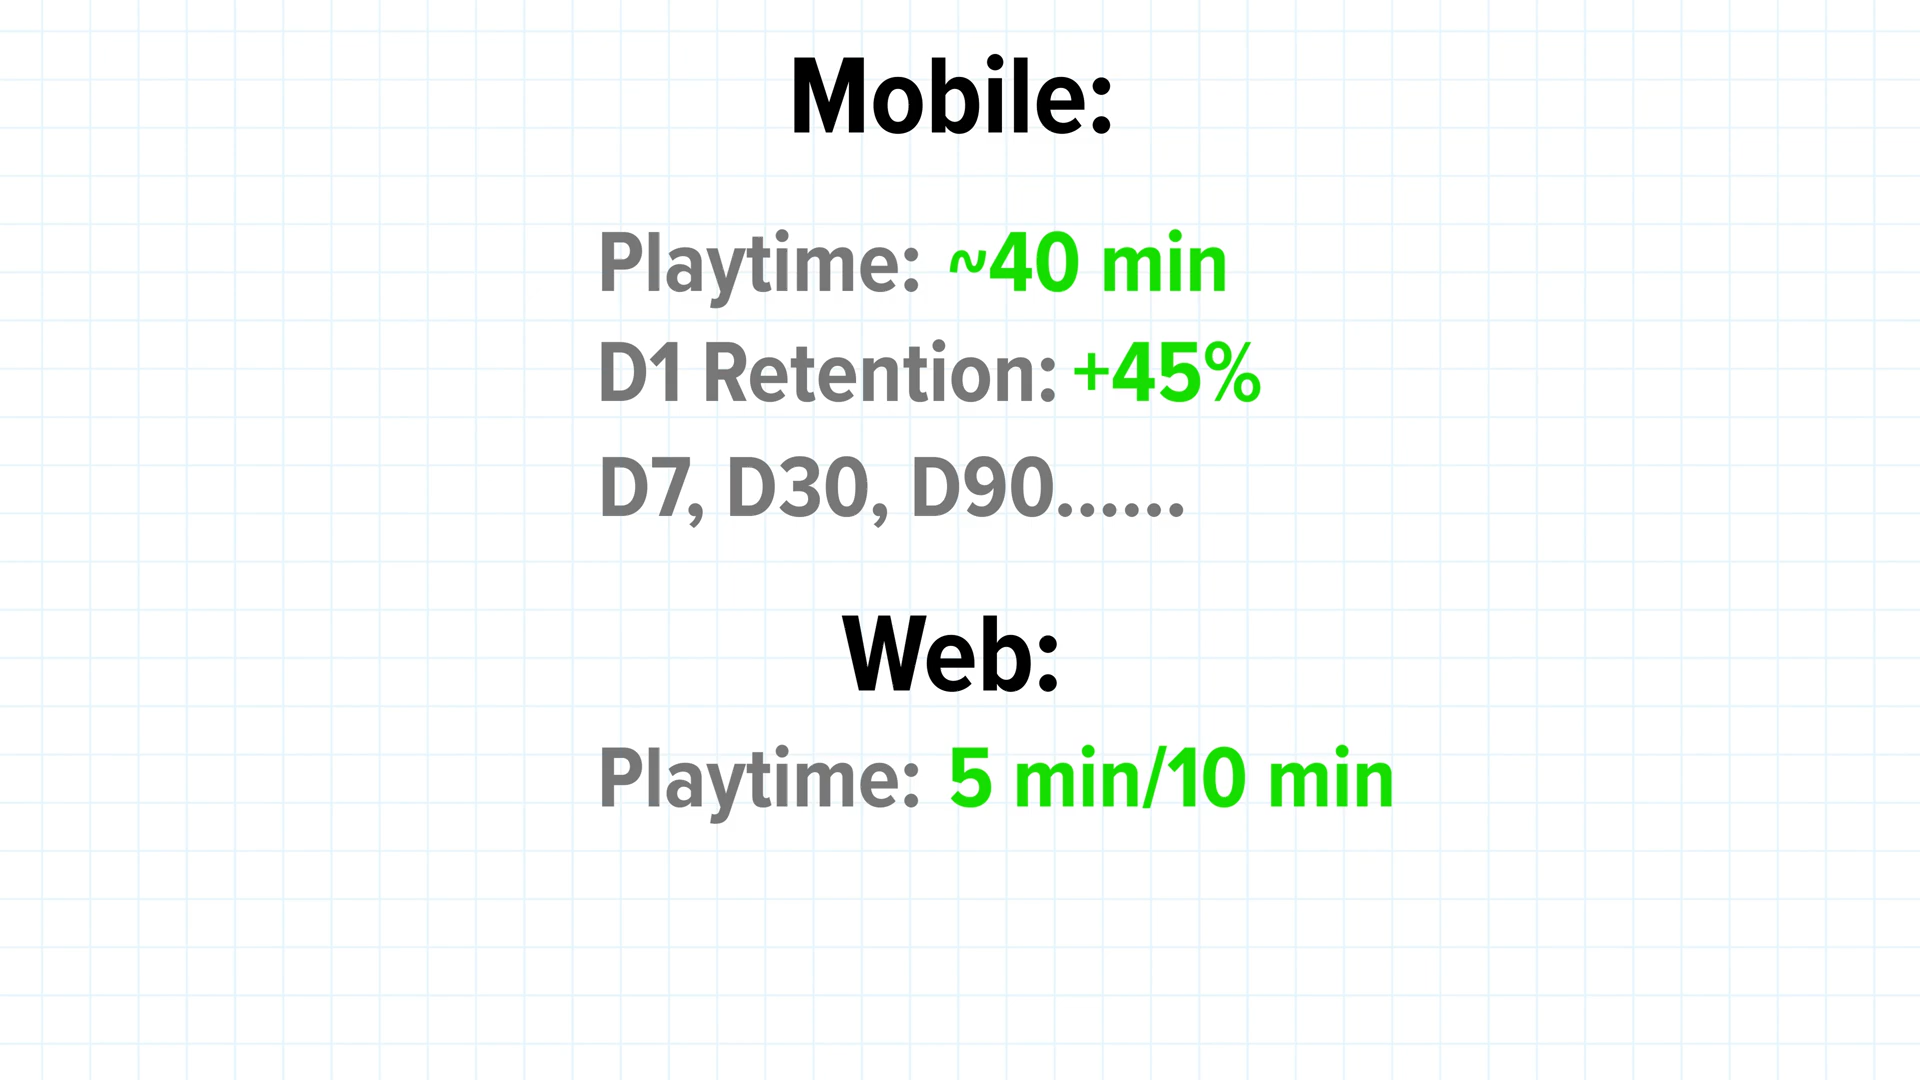 Mobile:
Playtime: ~40 min
D1 Retention: +45%
D7, D30, D90......
Web:
Playtime: 5 min/10 min